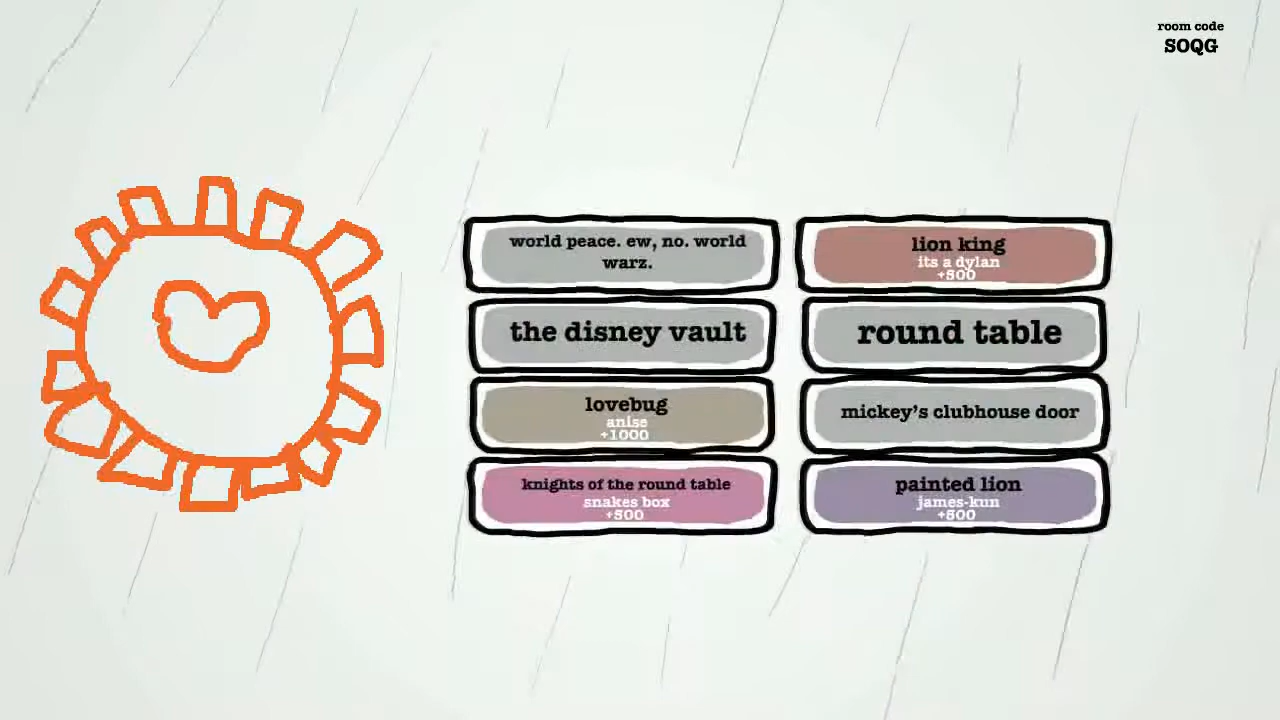 room code
SOQG
world peace. ew, no. world
warz.
lion king
its a dylan
+500
the disney vault
round table
lovebug
anise
+1000
mickey's clubhouse door
knights of the round table
snakes box
+500
painted lion
james-kun
+500